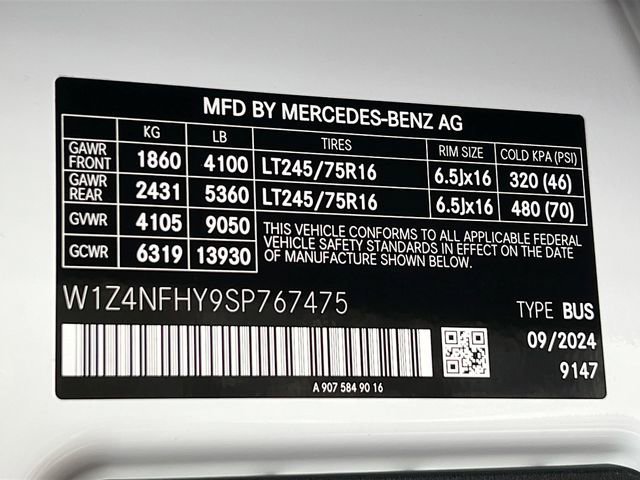 MFD BY MERCEDES-BENZ AG
KG LB TIRES RIM SIZE COLD KPA (PSI)
GAWR FRONT 1860 4100 LT245/75R16 6.5Jx16 320 (46)
GAWR REAR 2431 5360 LT245/75R16 6.5Jx16 480 (70)
GVWR 4105 9050
GCWR 6319 13930
THIS VEHICLE CONFORMS TO ALL APPLICABLE
FEDERAL VEHICLE SAFETY STANDARDS IN EFFECT ON THE DATE
OF MANUFACTURE SHOWN ABOVE.
W1Z4NFHY9SP767475
TYPE BUS
09/2024
9147
A 907 584 90 16